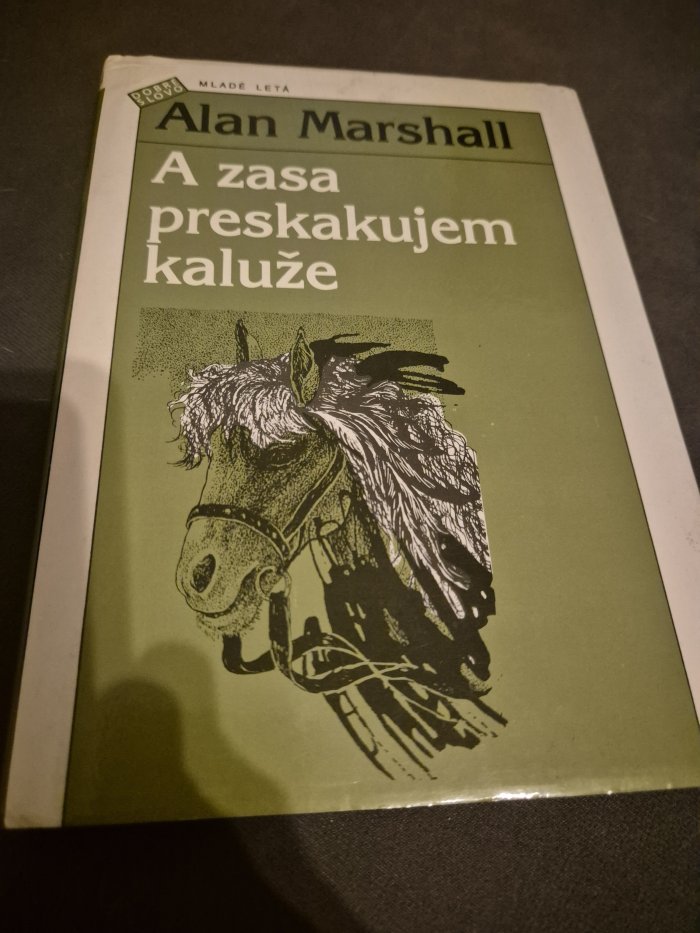 DOBRÉ
SLOVO
MLADÉ LETÁ
Alan Marshall
A zasa
preskakujem
kaluže